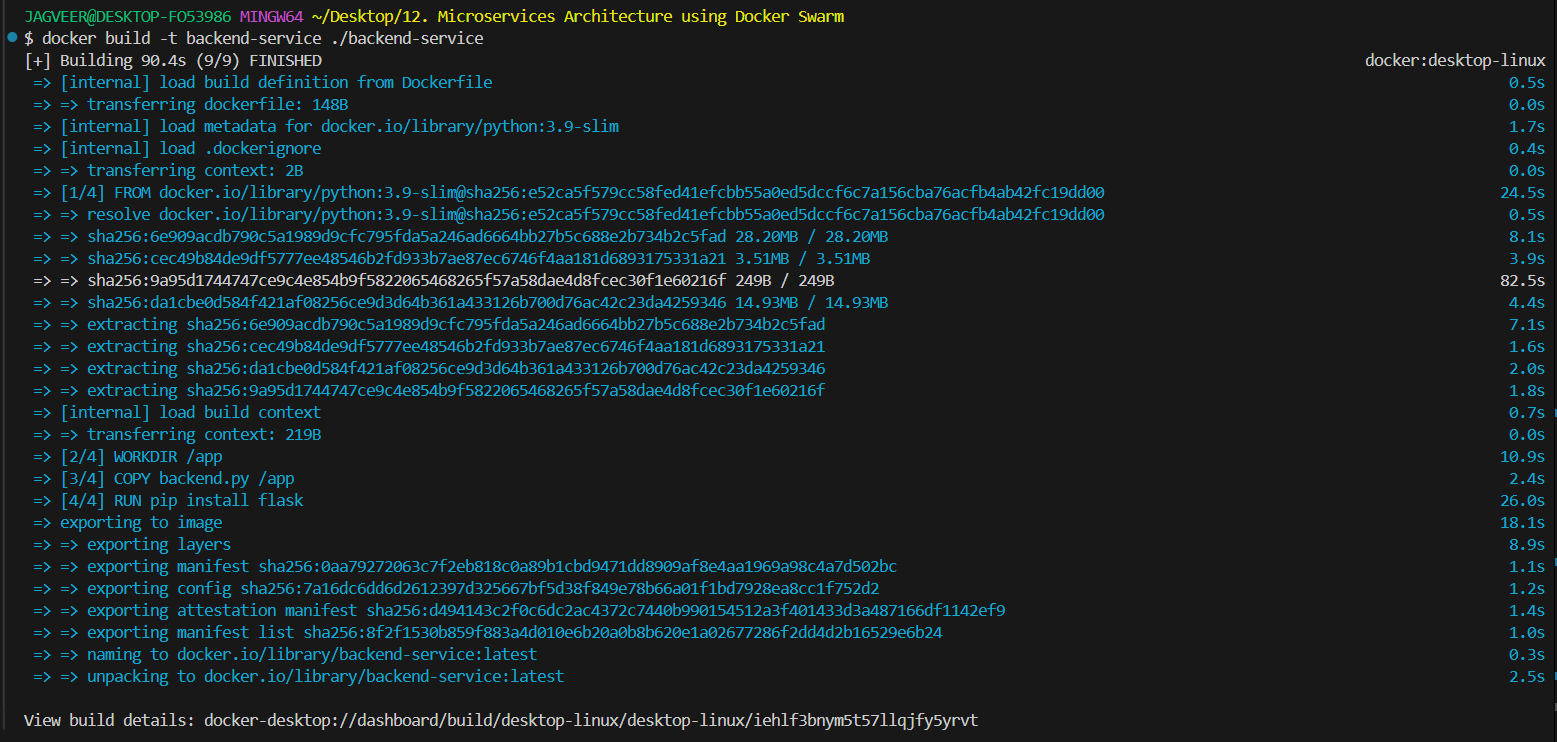 JAGVEER@DESKTOP-FO53986 MINGW64 ~/Desktop/12. Microservices Architecture using Docker Swarm
$ docker build -t backend-service ./backend-service
[+] Building 90.4s (9/9) FINISHED docker:desktop-linux
=> [internal] load build definition from Dockerfile 0.5s
=> => transferring dockerfile: 148B 0.0s
=> [internal] load metadata for docker.io/library/python:3.9-slim 1.7s
=> [internal] load .dockerignore 0.4s
=> => transferring context: 2B 0.0s
=> [1/4] FROM docker.io/library/python:3.9-slim@sha256:e52ca5f579cc58fed41efcbb55a0ed5dccf6c7a156cba76acfb4ab42fc19dd00 24.5s
=> => resolve docker.io/library/python:3.9-slim@sha256:e52ca5f579cc58fed41efcbb55a0ed5dccf6c7a156cba76acfb4ab42fc19dd00 0.5s
=> => sha256:6e909acdb790c5a1989d9cfc795fda5a246ad6664bb27b5c688e2b734b2c5fad 28.20MB / 28.20MB 8.1s
=> => sha256:cec49b84de9df5777ee48546b2fd933b7ae87ec6746f4aa181d6893175331a21 3.51MB / 3.51MB 3.9s
=> => sha256:9a95d1744747ce9c4e854b9f5822065468265f57a58dae4d8fcec30f1e60216f 249B / 249B 82.5s
=> => sha256:da1cbe0d584f421af08256ce9d3d64b361a433126b700d76ac42c23da4259346 14.93MB / 14.93MB 4.4s
=> => extracting sha256:6e909acdb790c5a1989d9cfc795fda5a246ad6664bb27b5c688e2b734b2c5fad 7.1s
=> => extracting sha256:cec49b84de9df5777ee48546b2fd933b7ae87ec6746f4aa181d6893175331a21 1.6s
=> => extracting sha256:da1cbe0d584f421af08256ce9d3d64b361a433126b700d76ac42c23da4259346 2.0s
=> => extracting sha256:9a95d1744747ce9c4e854b9f5822065468265f57a58dae4d8fcec30f1e60216f 1.8s
=> [internal] load build context 0.7s
=> => transferring context: 219B 0.0s
=> [2/4] WORKDIR /app 10.9s
=> [3/4] COPY backend.py /app 2.4s
=> [4/4] RUN pip install flask 26.0s
=> exporting to image 18.1s
=> => exporting layers 8.9s
=> => exporting manifest sha256:0aa79272063c7f2eb818c0a89b1cbd9471dd8909af8e4aa1969a98c4a7d502bc 1.1s
=> => exporting config sha256:7a16dc6dd6d2612397d325667bf5d38f849e78b66a01f1bd7928ea8cc1f752d2 1.2s
=> => exporting attestation manifest sha256:d494143c2f0c6dc2ac4372c7440b990154512a3f401433d3a487166df1142ef9 1.4s
=> => exporting manifest list sha256:8f2f1530b859f883a4d010e6b20a0b8b620e1a02677286f2dd4d2b16529e6b24 1.0s
=> => naming to docker.io/library/backend-service:latest 0.3s
=> => unpacking to docker.io/library/backend-service:latest 2.5s
View build details: docker-desktop://dashboard/build/desktop-linux/desktop-linux/iehlf3bnym5t57llqjfy5yrvt